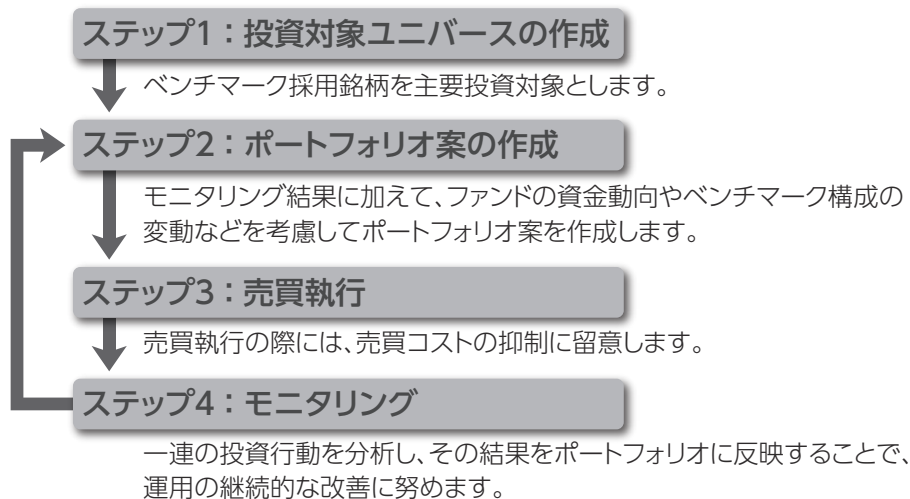 ステップ1：投資対象ユニバースの作成
ベンチマーク採用銘柄を主要投資対象とします。
ステップ2：ポートフォリオ案の作成
モニタリング結果に加えて、ファンドの資金動向やベンチマーク構成の
変動などを考慮してポートフォリオ案を作成します。
ステップ3：売買執行
売買執行の際には、売買コストの抑制に留意します。
ステップ4：モニタリング
一連の投資行動を分析し、その結果をポートフォリオに反映することで、
運用の継続的な改善に努めます。